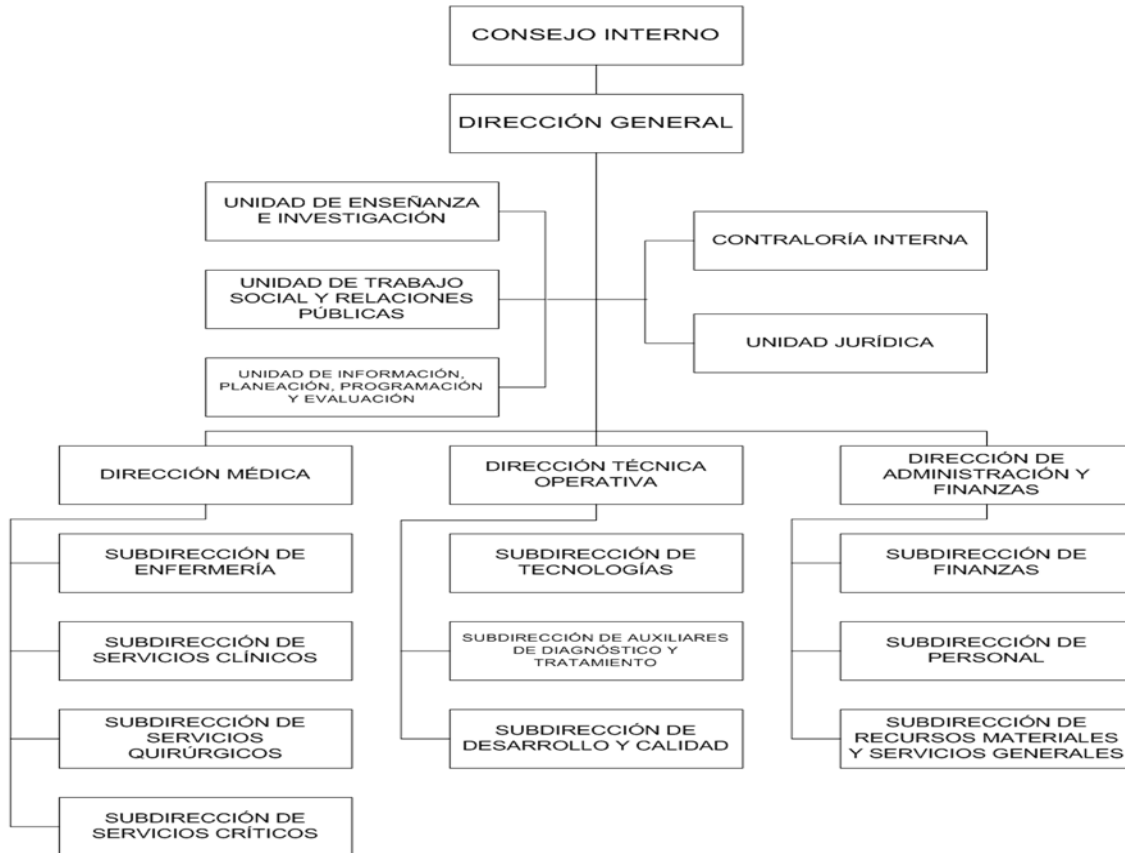 CONSEJO INTERNO
DIRECCIÓN GENERAL
UNIDAD DE ENSEÑANZA
E INVESTIGACIÓN
UNIDAD DE TRABAJO
SOCIAL Y RELACIONES
PÚBLICAS
UNIDAD DE INFORMACIÓN,
PLANEACIÓN, PROGRAMACIÓN
Y EVALUACIÓN
CONTRALORÍA INTERNA
UNIDAD JURÍDICA
DIRECCIÓN MÉDICA
SUBDIRECCIÓN DE
ENFERMERÍA
SUBDIRECCIÓN DE
SERVICIOS CLÍNICOS
SUBDIRECCIÓN DE
SERVICIOS
QUIRÚRGICOS
SUBDIRECCIÓN DE
SERVICIOS CRÍTICOS
DIRECCIÓN TÉCNICA
OPERATIVA
SUBDIRECCIÓN DE
TECNOLOGÍAS
SUBDIRECCIÓN DE AUXILIARES
DE DIAGNÓSTICO Y
TRATAMIENTO
SUBDIRECCIÓN DE
DESARROLLO Y CALIDAD
DIRECCIÓN DE
ADMINISTRACIÓN Y
FINANZAS
SUBDIRECCIÓN DE
FINANZAS
SUBDIRECCIÓN DE
PERSONAL
SUBDIRECCIÓN DE
RECURSOS MATERIALES
Y SERVICIOS GENERALES